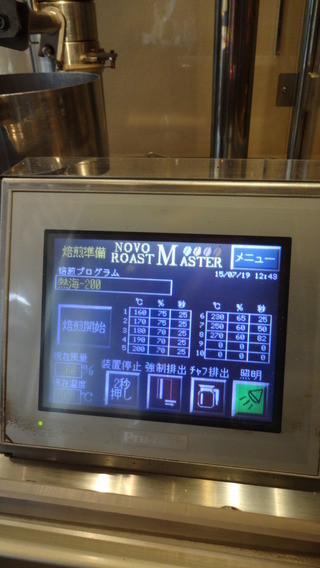 焙煎準備 NOVO ROAST MASTER メニュー
焙煎プログラム 15/07/19 12:43
熱海-200
℃ % 秒 ℃ % 秒
1 160 75 25 6 230 65 25
2 170 75 25 7 250 60 50
3 180 70 25 8 270 60 82
4 190 70 25 9 0 0 0
5 200 70 25 10 0 0 0
焙煎開始
現在風量 %
現在温度 ℃
装置停止 強制排出 チャフ排出 照明
2秒押し